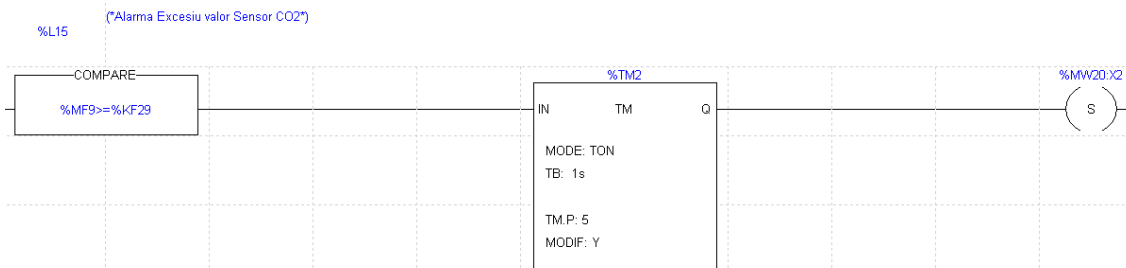 (*Alarma Excesiu valor Sensor CO2*)
%L15
COMPARE
%MF9>=%KF29
%TM2
IN TM Q
MODE: TON
TB: 1s
TM.P: 5
MODIF: Y
%MW20:X2
S